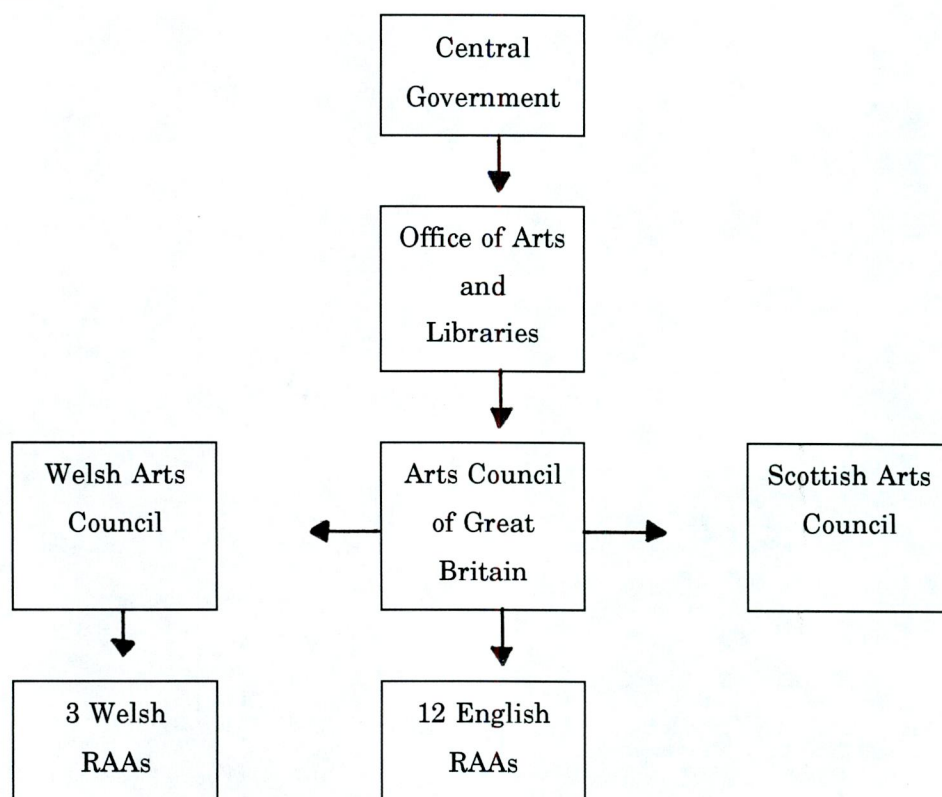 Central
Government
Office of Arts
and
Libraries
Welsh Arts
Council
Arts Council
of Great
Britain
Scottish Arts
Council
3 Welsh
RAAs
12 English
RAAs